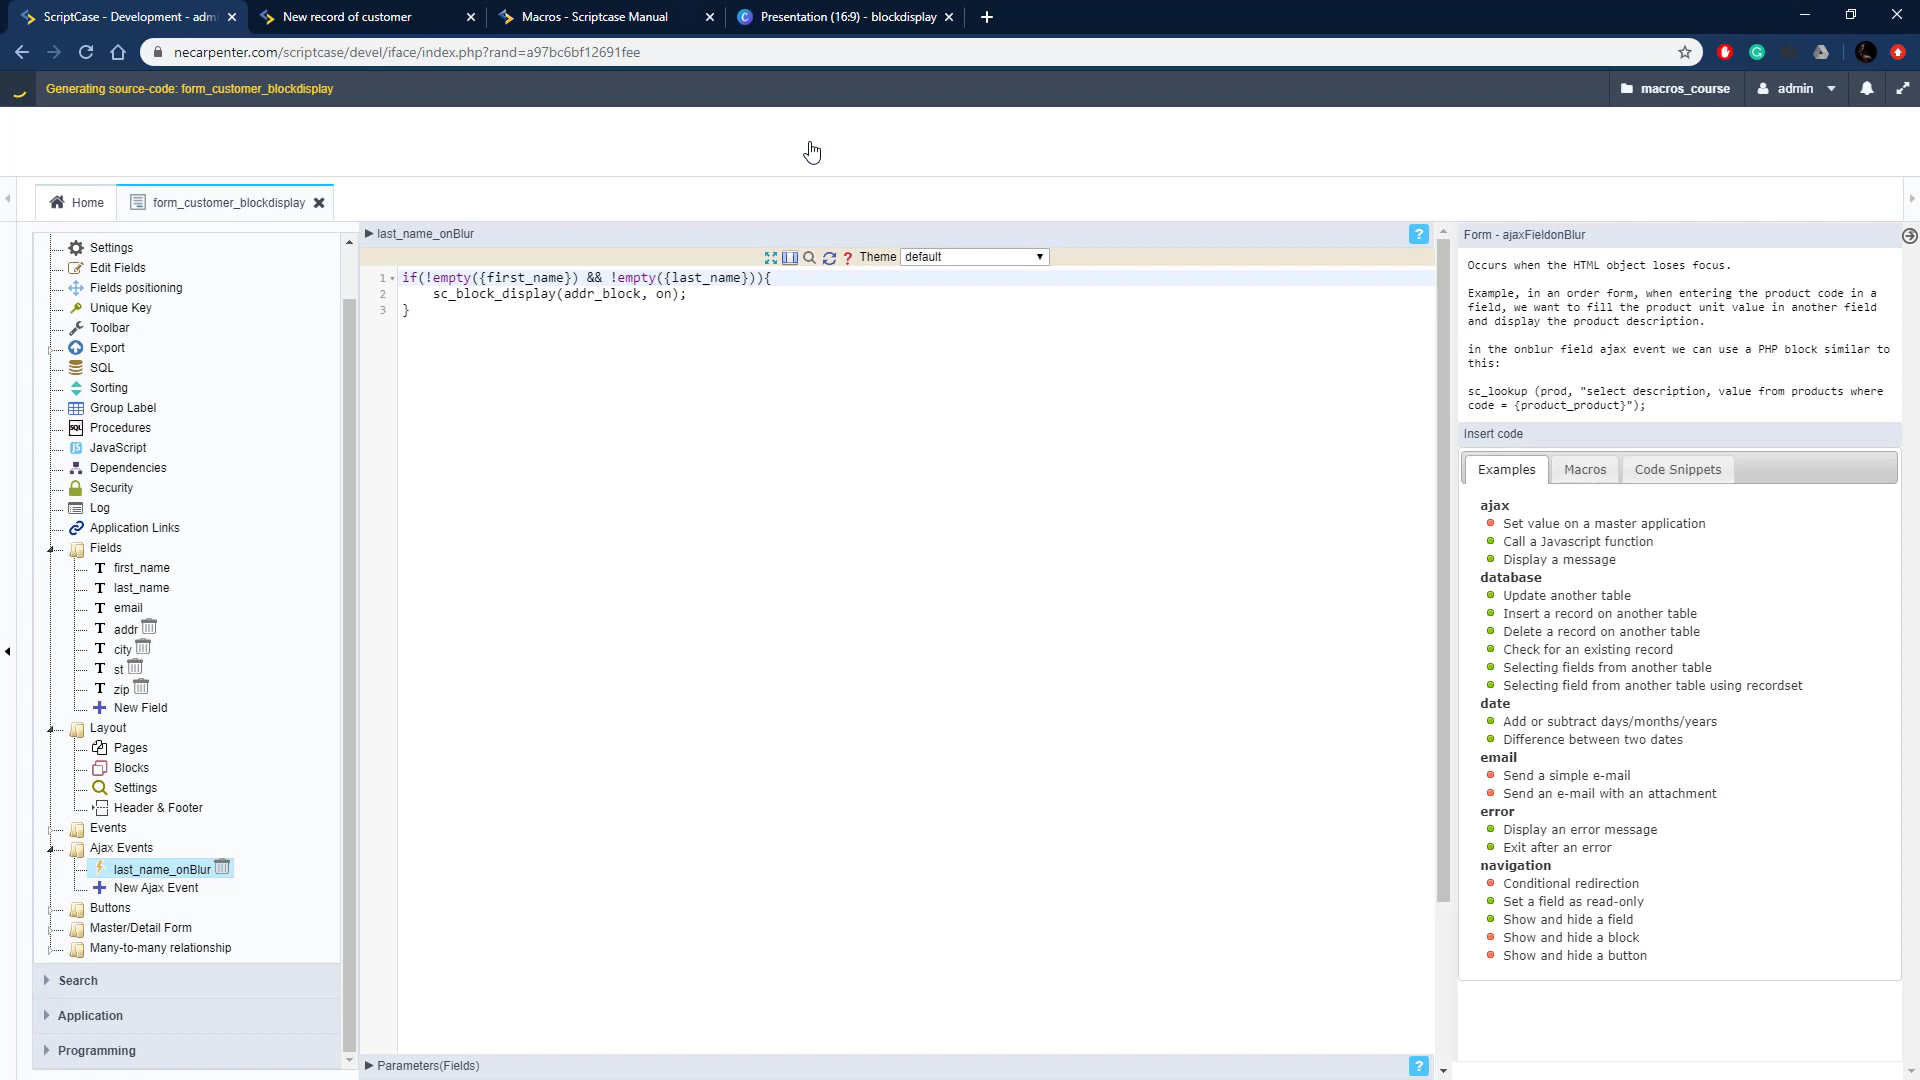 ScriptCase - Development - adm
New record of customer
Macros - Scriptcase Manual
Presentation (16:9) - blockdisplay
necarpenter.com/scriptcase/devel/iface/index.php?rand=a97bc6bf12691fee
Generating source-code: form_customer_blockdisplay
macros_course
admin
Home
form_customer_blockdisplay
Settings
Edit Fields
Fields positioning
Unique Key
Toolbar
Export
SQL
Sorting
Group Label
Procedures
JavaScript
Dependencies
Security
Log
Application Links
Fields
first_name
last_name
email
addr
city
st
zip
New Field
Layout
Pages
Blocks
Settings
Header & Footer
Events
Ajax Events
last_name_onBlur
New Ajax Event
Buttons
Master/Detail Form
Many-to-many relationship
Search
Application
Programming
last_name_onBlur
Theme default
1 if(!empty({first_name}) && !empty({last_name})){
2 sc_block_display(addr_block, on);
3 }
Parameters(Fields)
Form - ajaxFieldonBlur
Occurs when the HTML object loses focus.
Example, in an order form, when entering the product code in a
field, we want to fill the product unit value in another field
and display the product description.
in the onblur field ajax event we can use a PHP block similar to
this:
sc_lookup (prod, "select description, value from products where
code = {product_product}");
Insert code
Examples
Macros
Code Snippets
ajax
Set value on a master application
Call a Javascript function
Display a message
database
Update another table
Insert a record on another table
Delete a record on another table
Check for an existing record
Selecting fields from another table
Selecting field from another table using recordset
date
Add or subtract days/months/years
Difference between two dates
email
Send a simple e-mail
Send an e-mail with an attachment
error
Display an error message
Exit after an error
navigation
Conditional redirection
Set a field as read-only
Show and hide a field
Show and hide a block
Show and hide a button